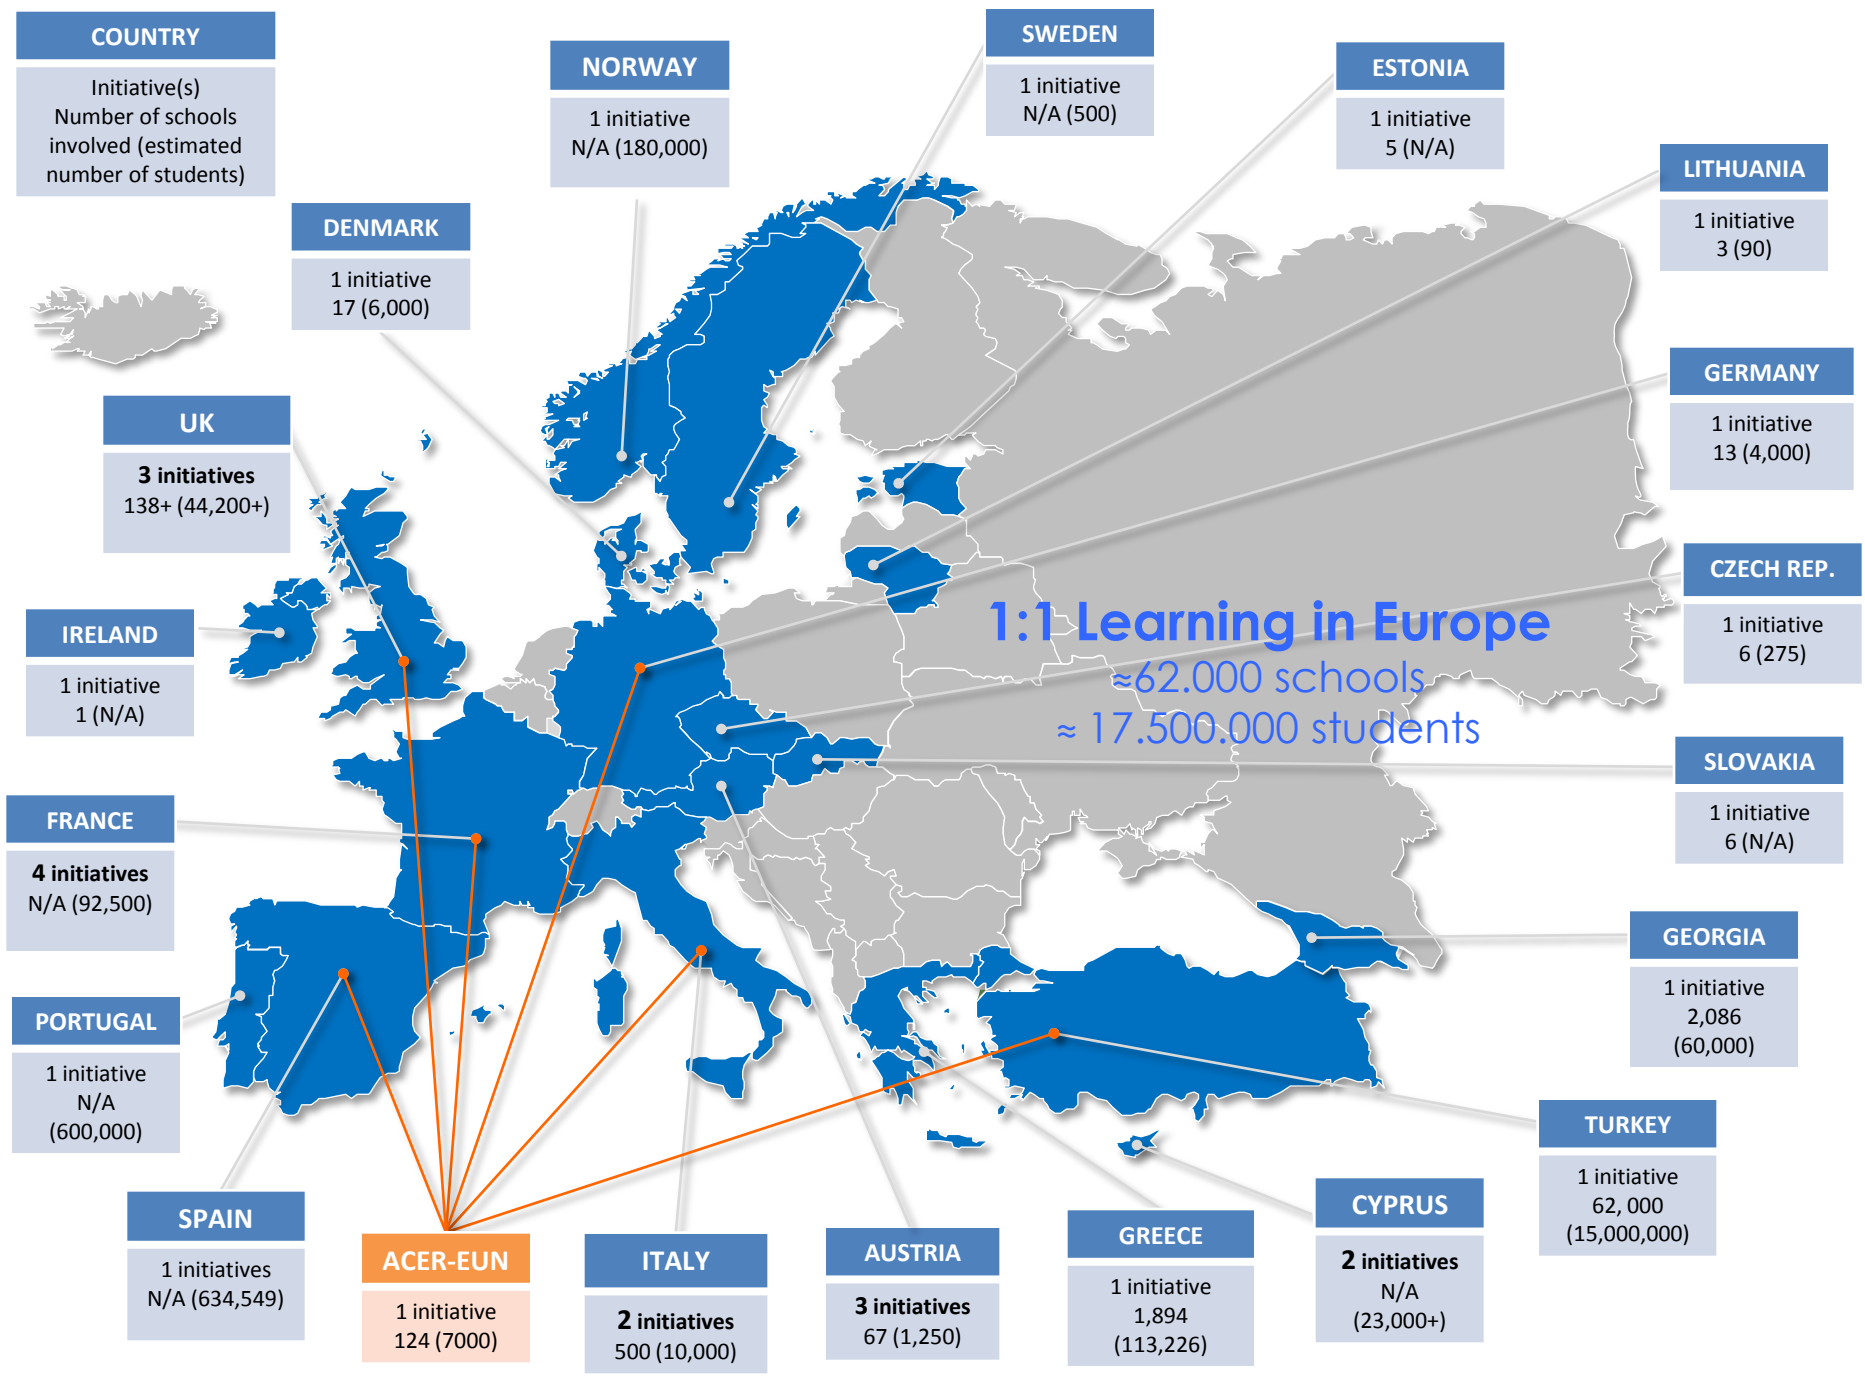 COUNTRY
Initiative(s)
Number of schools
involved (estimated
number of students)
NORWAY
1 initiative
N/A (180,000)
SWEDEN
1 initiative
N/A (500)
ESTONIA
1 initiative
5 (N/A)
LITHUANIA
1 initiative
3 (90)
DENMARK
1 initiative
17 (6,000)
GERMANY
1 initiative
13 (4,000)
UK
3 initiatives
138+ (44,200+)
CZECH REP.
1 initiative
6 (275)
IRELAND
1 initiative
1 (N/A)
1:1 Learning in Europe
≈62.000 schools
≈ 17.500.000 students
SLOVAKIA
1 initiative
6 (N/A)
FRANCE
4 initiatives
N/A (92,500)
GEORGIA
1 initiative
2,086
(60,000)
PORTUGAL
1 initiative
N/A
(600,000)
TURKEY
1 initiative
62, 000
(15,000,000)
SPAIN
1 initiatives
N/A (634,549)
ACER-EUN
1 initiative
124 (7000)
ITALY
2 initiatives
500 (10,000)
AUSTRIA
3 initiatives
67 (1,250)
GREECE
1 initiative
1,894
(113,226)
CYPRUS
2 initiatives
N/A
(23,000+)